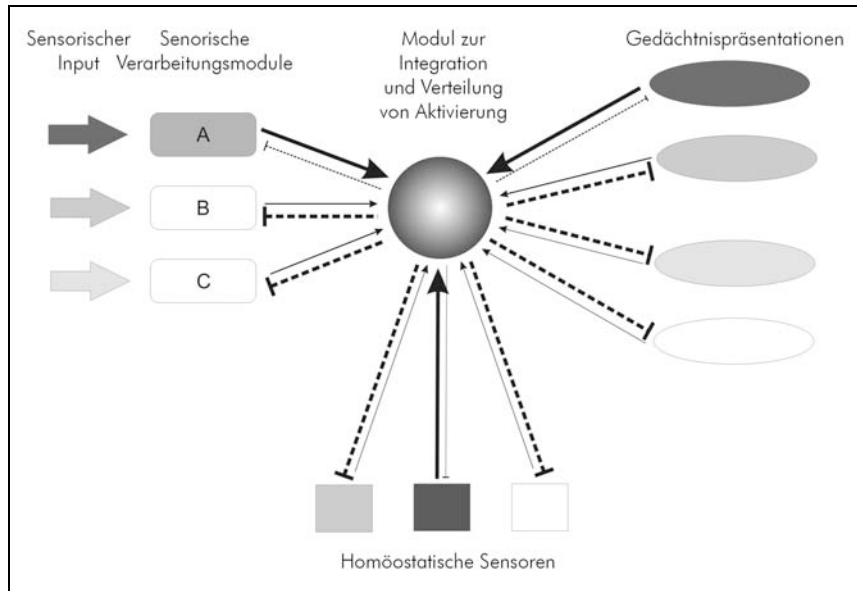 Sensorischer
Input
Senorische
Verarbeitungsmodule
Modul zur
Integration
und Verteilung
von Aktivierung
Gedächtnispräsentationen
A
B
C
Homöostatische Sensoren